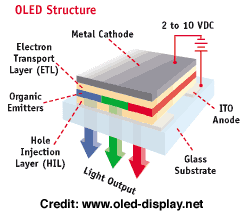 OLED Structure
Metal Cathode
2 to 10 VDC
Electron
Transport
Layer (ETL)
Organic
Emitters
ITO
Anode
Hole
Injection
Layer (HIL)
Light Output
Glass
Substrate
Credit: www.oled-display.net